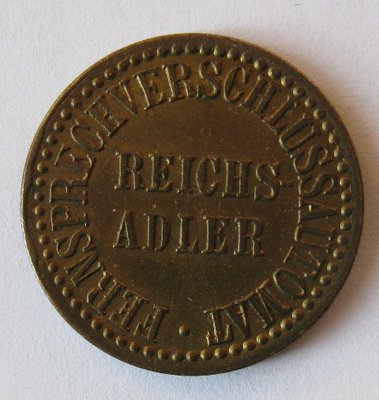 FERNSPRECHVERSCHLUSSAUTOMAT ·
REICHS-
ADLER